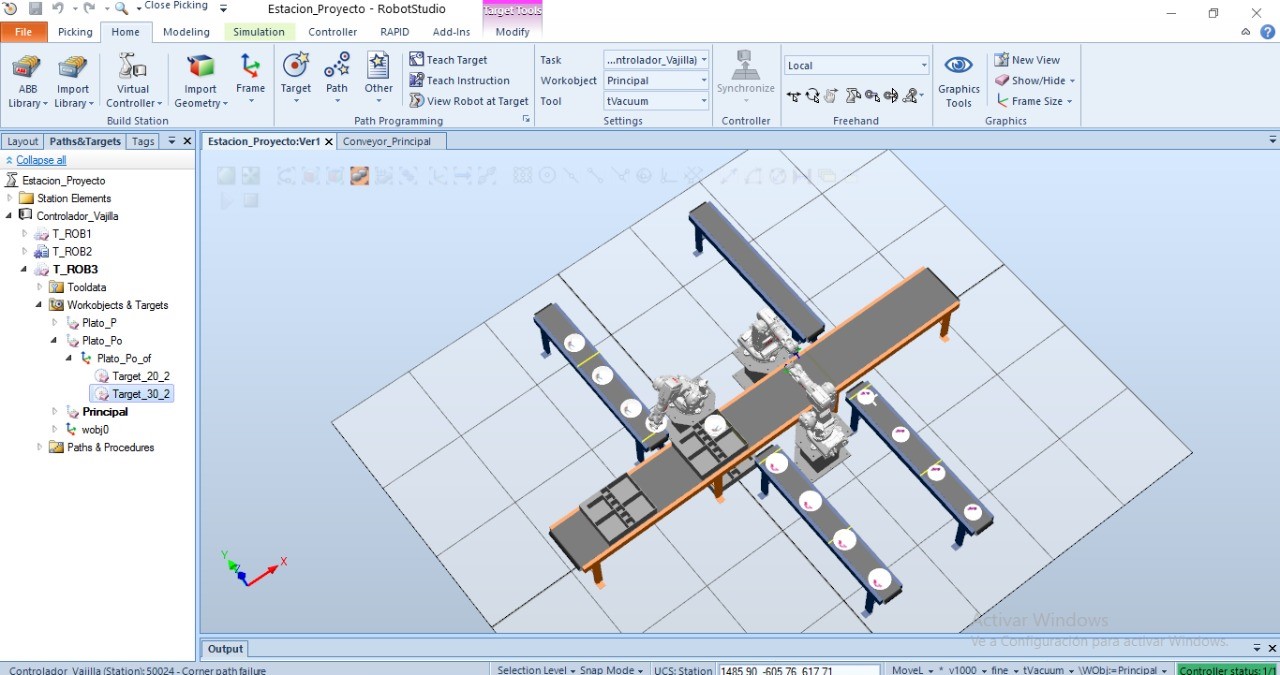 Close Picking
Estacion_Proyecto - RobotStudio
Target Tools
File Picking Home Modeling Simulation Controller RAPID Add-Ins Modify
ABB Library
Import Library
Virtual Controller
Import Geometry
Frame
Build Station
Target
Path
Other
Teach Target
Teach Instruction
View Robot at Target
Path Programming
Task ...ntrolador_Vajilla)
Workobject Principal
Tool tVacuum
Settings
Synchronize
Controller
Local
Freehand
Graphics Tools
New View
Show/Hide
Frame Size
Graphics
Layout Paths&Targets Tags
Estacion_Proyecto:Ver1 Conveyor_Principal
Collapse all
Estacion_Proyecto
Station Elements
Controlador_Vajilla
T_ROB1
T_ROB2
T_ROB3
Tooldata
Workobjects & Targets
Plato_P
Plato_Po
Plato_Po_of
Target_20_2
Target_30_2
Principal
wobj0
Paths & Procedures
Y
Z
X
Activar Windows
Ve a Configuración para activar Windows.
Output
Controlador_Vajilla (Station): 50024 - Corner path failure
Selection Level Snap Mode UCS: Station 1485.90 -605.76 617.71 MoveL * v1000 fine tVacuum \WObj:=Principal Controller status: 1/1